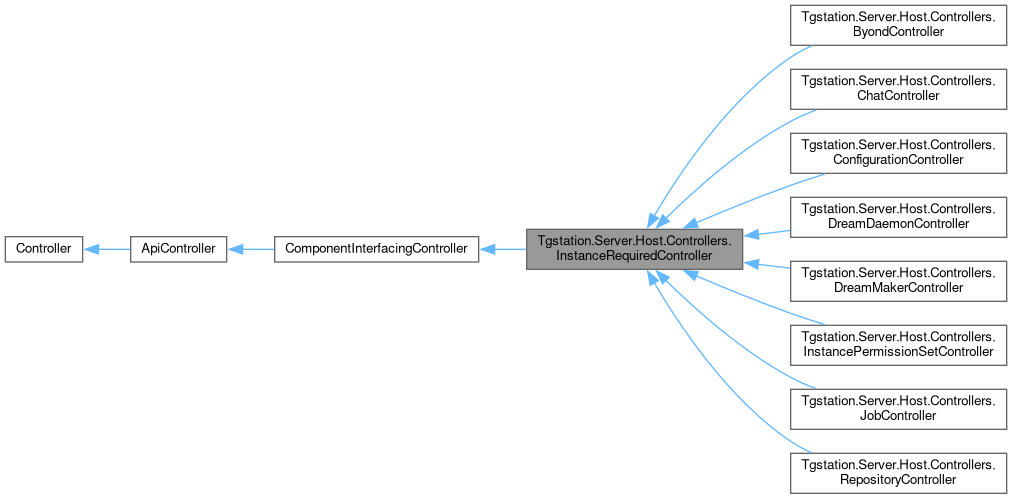 Controller
ApiController
ComponentInterfacingController
Tgstation.Server.Host.Controllers.
InstanceRequiredController
Tgstation.Server.Host.Controllers.
ByondController
Tgstation.Server.Host.Controllers.
ChatController
Tgstation.Server.Host.Controllers.
ConfigurationController
Tgstation.Server.Host.Controllers.
DreamDaemonController
Tgstation.Server.Host.Controllers.
DreamMakerController
Tgstation.Server.Host.Controllers.
InstancePermissionSetController
Tgstation.Server.Host.Controllers.
JobController
Tgstation.Server.Host.Controllers.
RepositoryController